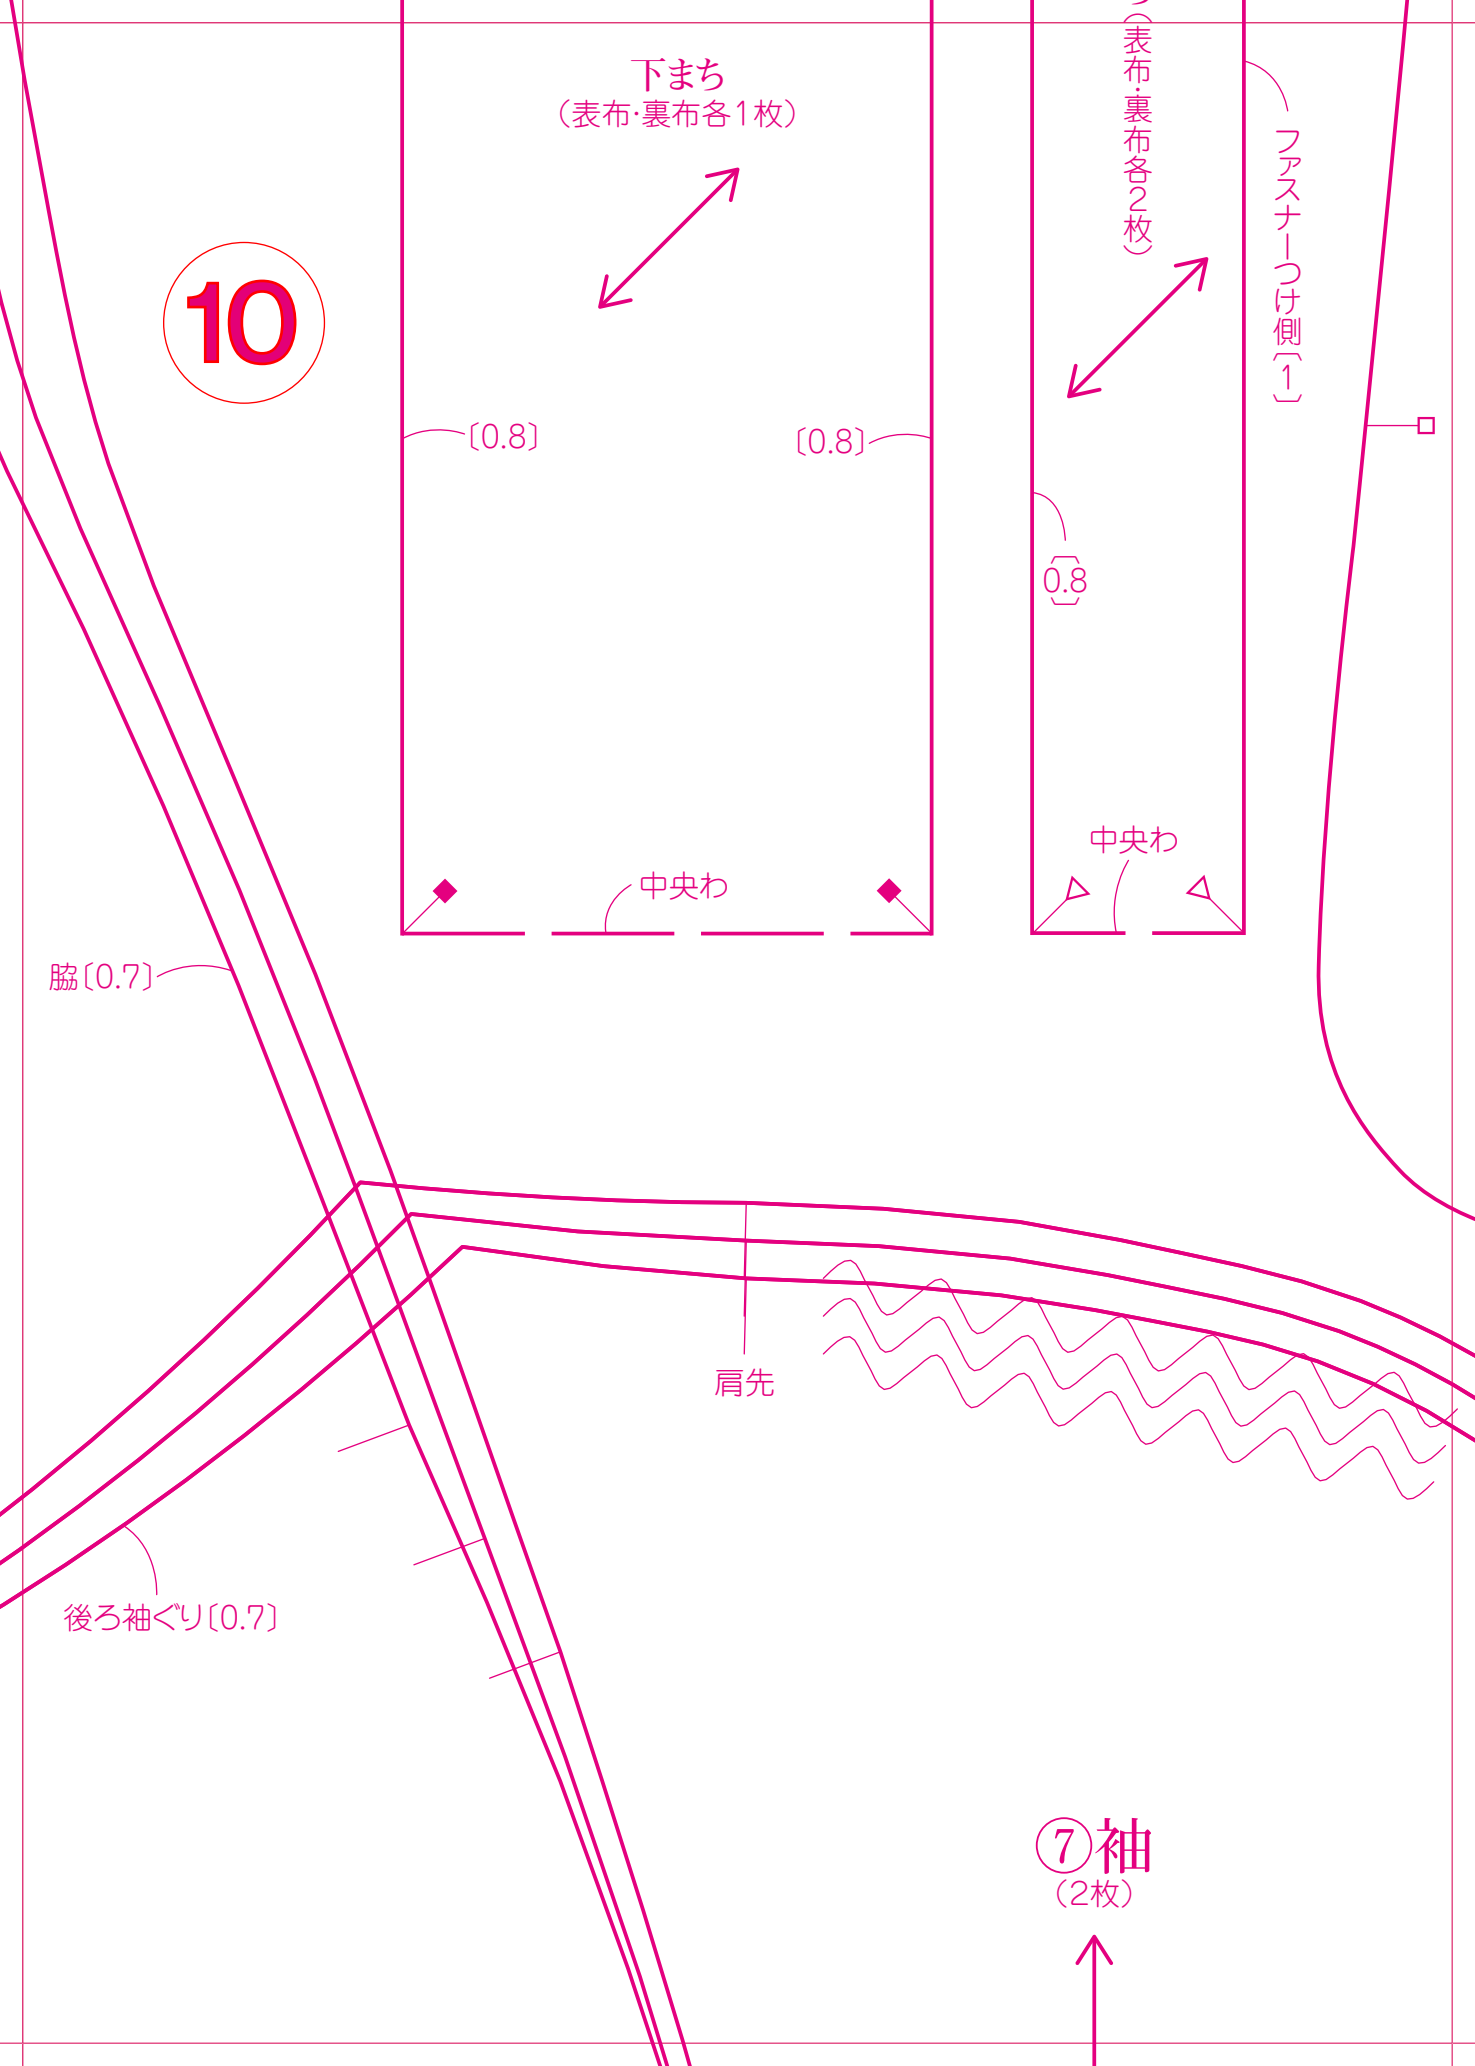 下まち
（表布･裏布各1枚）
（表布･裏布各2枚）
ファスナーつけ側〔1〕
10
〔0.8〕
〔0.8〕
〔0.8〕
中央わ
中央わ
脇〔0.7〕
肩先
後ろ袖ぐり〔0.7〕
⑦袖
（2枚）